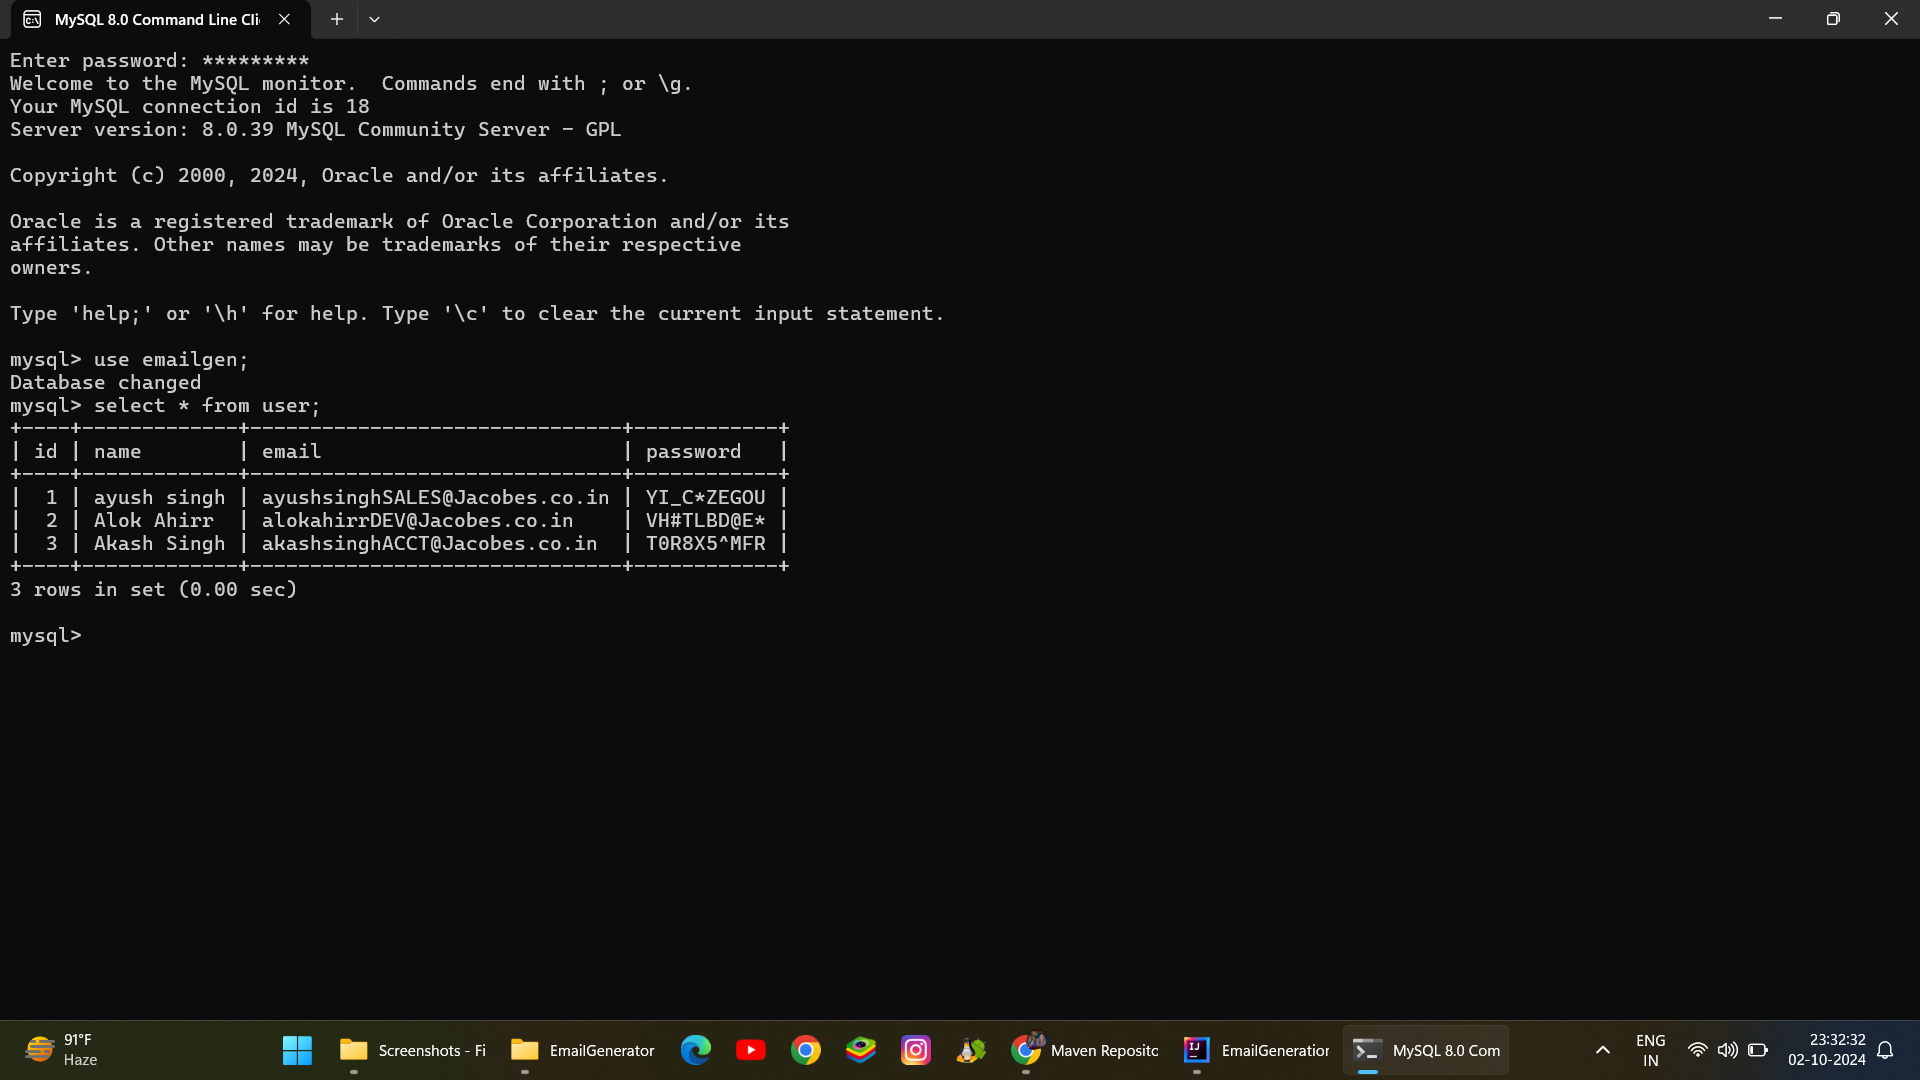 MySQL 8.0 Command Line Cli
Enter password: *********
Welcome to the MySQL monitor.  Commands end with ; or \g.
Your MySQL connection id is 18
Server version: 8.0.39 MySQL Community Server - GPL
Copyright (c) 2000, 2024, Oracle and/or its affiliates.
Oracle is a registered trademark of Oracle Corporation and/or its
affiliates. Other names may be trademarks of their respective
owners.
Type 'help;' or '\h' for help. Type '\c' to clear the current input statement.
mysql> use emailgen;
Database changed
mysql> select * from user;
+----+-------------+-------------------------------+------------+
| id | name        | email                         | password   |
+----+-------------+-------------------------------+------------+
|  1 | ayush singh | ayushsinghSALES@Jacobes.co.in | YI_C*ZEGOU |
|  2 | Alok Ahirr  | alokahirrDEV@Jacobes.co.in    | VH#TLBD@E* |
|  3 | Akash Singh | akashsinghACCT@Jacobes.co.in  | T0R8X5^MFR |
+----+-------------+-------------------------------+------------+
3 rows in set (0.00 sec)
mysql>
91°F
Haze
Screenshots - Fi
EmailGenerator
Maven Reposito
EmailGeneration
MySQL 8.0 Com
ENG
IN
23:32:32
02-10-2024